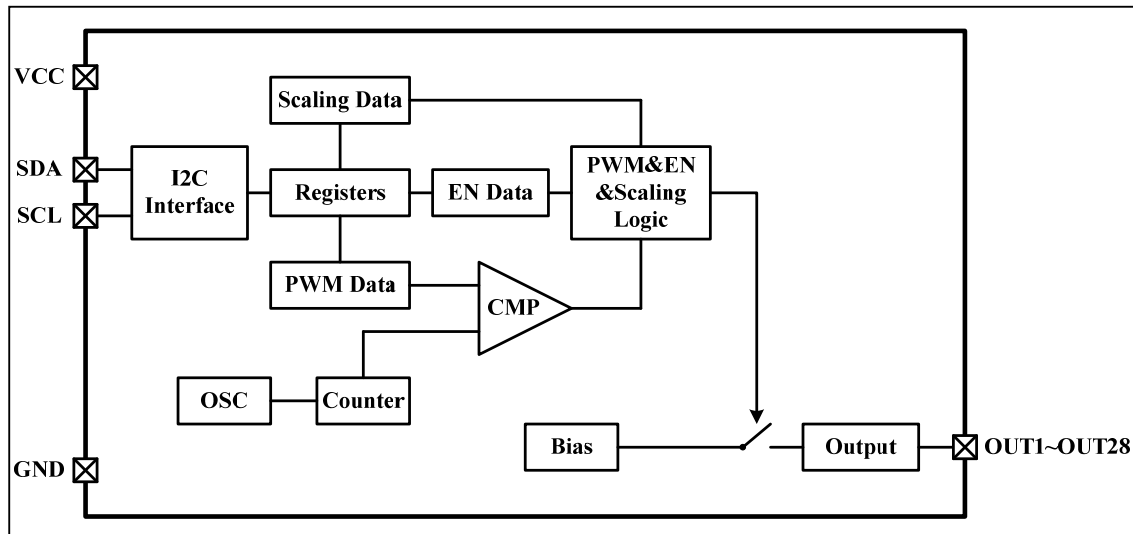 VCC
SDA
SCL
GND
I2C
Interface
Scaling Data
Registers
EN Data
PWM&EN
&Scaling
Logic
PWM Data
CMP
OSC
Counter
Bias
Output
OUT1~OUT28